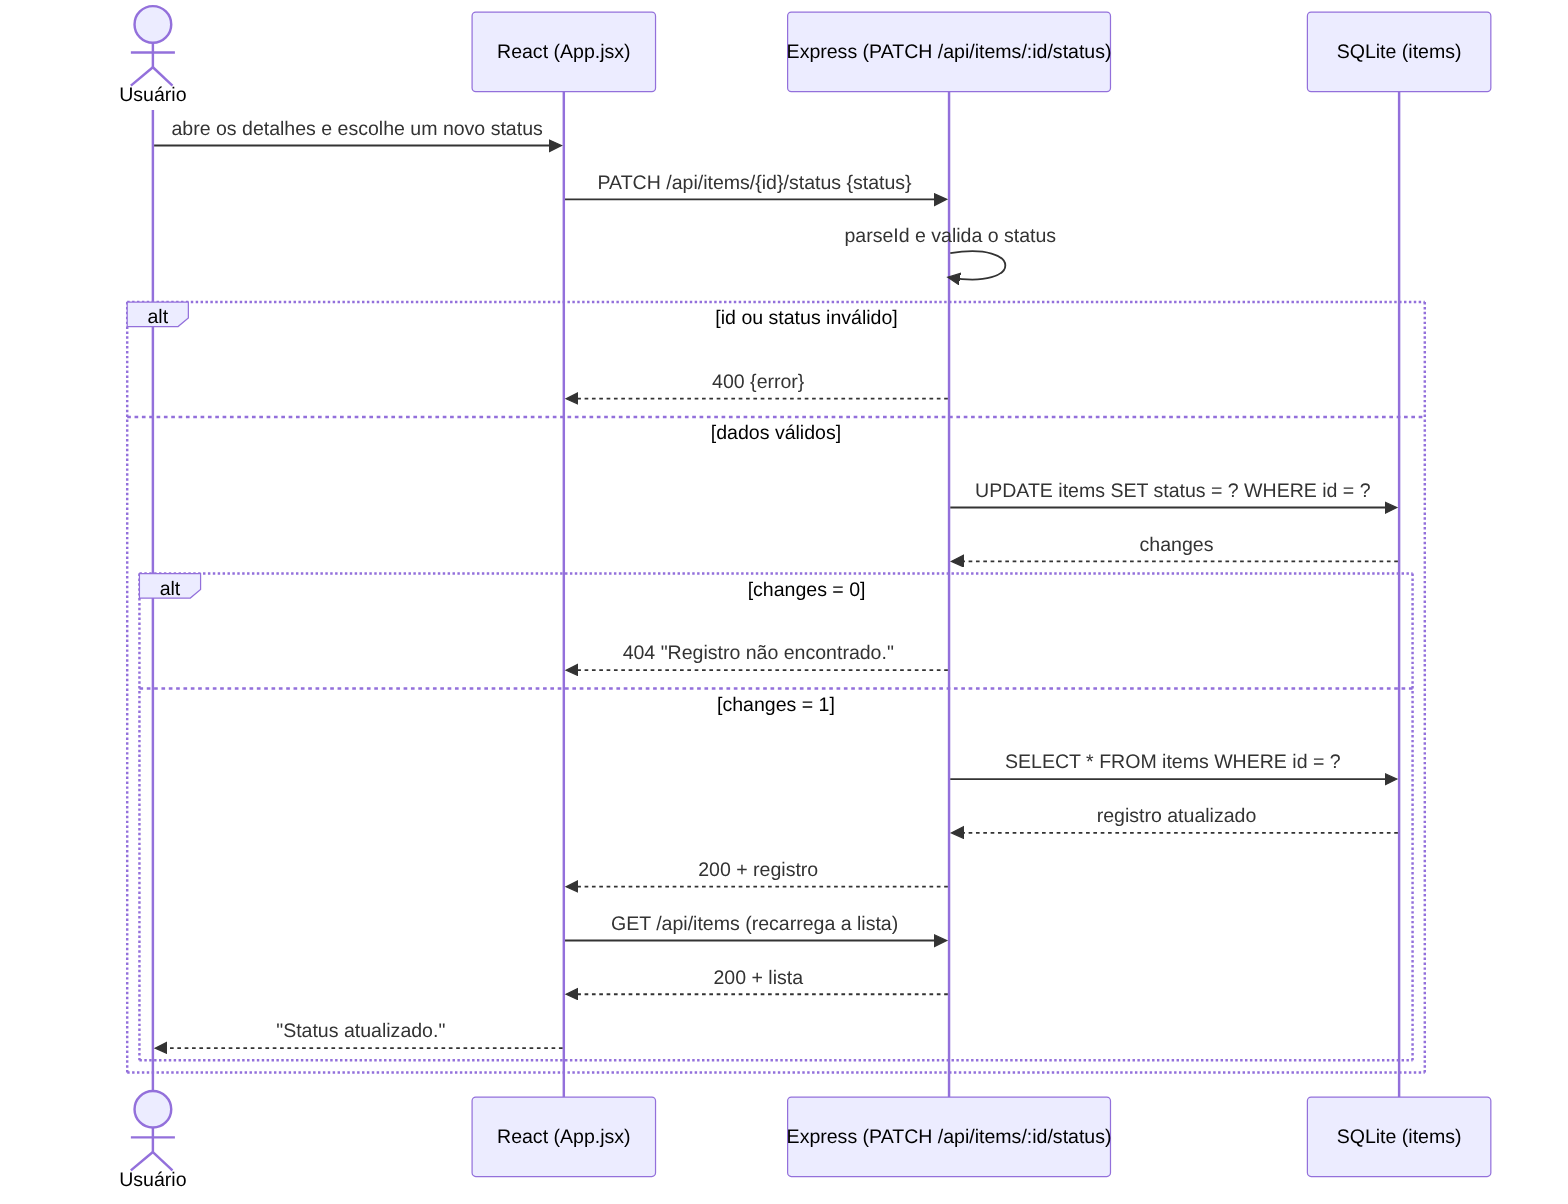 Usuário
React (App.jsx)
Express (PATCH /api/items/:id/status)
SQLite (items)
abre os detalhes e escolhe um novo status
PATCH /api/items/{id}/status {status}
parseId e valida o status
alt
[id ou status inválido]
400 {error}
[dados válidos]
UPDATE items SET status = ? WHERE id = ?
changes
alt
[changes = 0]
404 "Registro não encontrado."
[changes = 1]
SELECT * FROM items WHERE id = ?
registro atualizado
200 + registro
GET /api/items (recarrega a lista)
200 + lista
"Status atualizado."
Usuário
React (App.jsx)
Express (PATCH /api/items/:id/status)
SQLite (items)